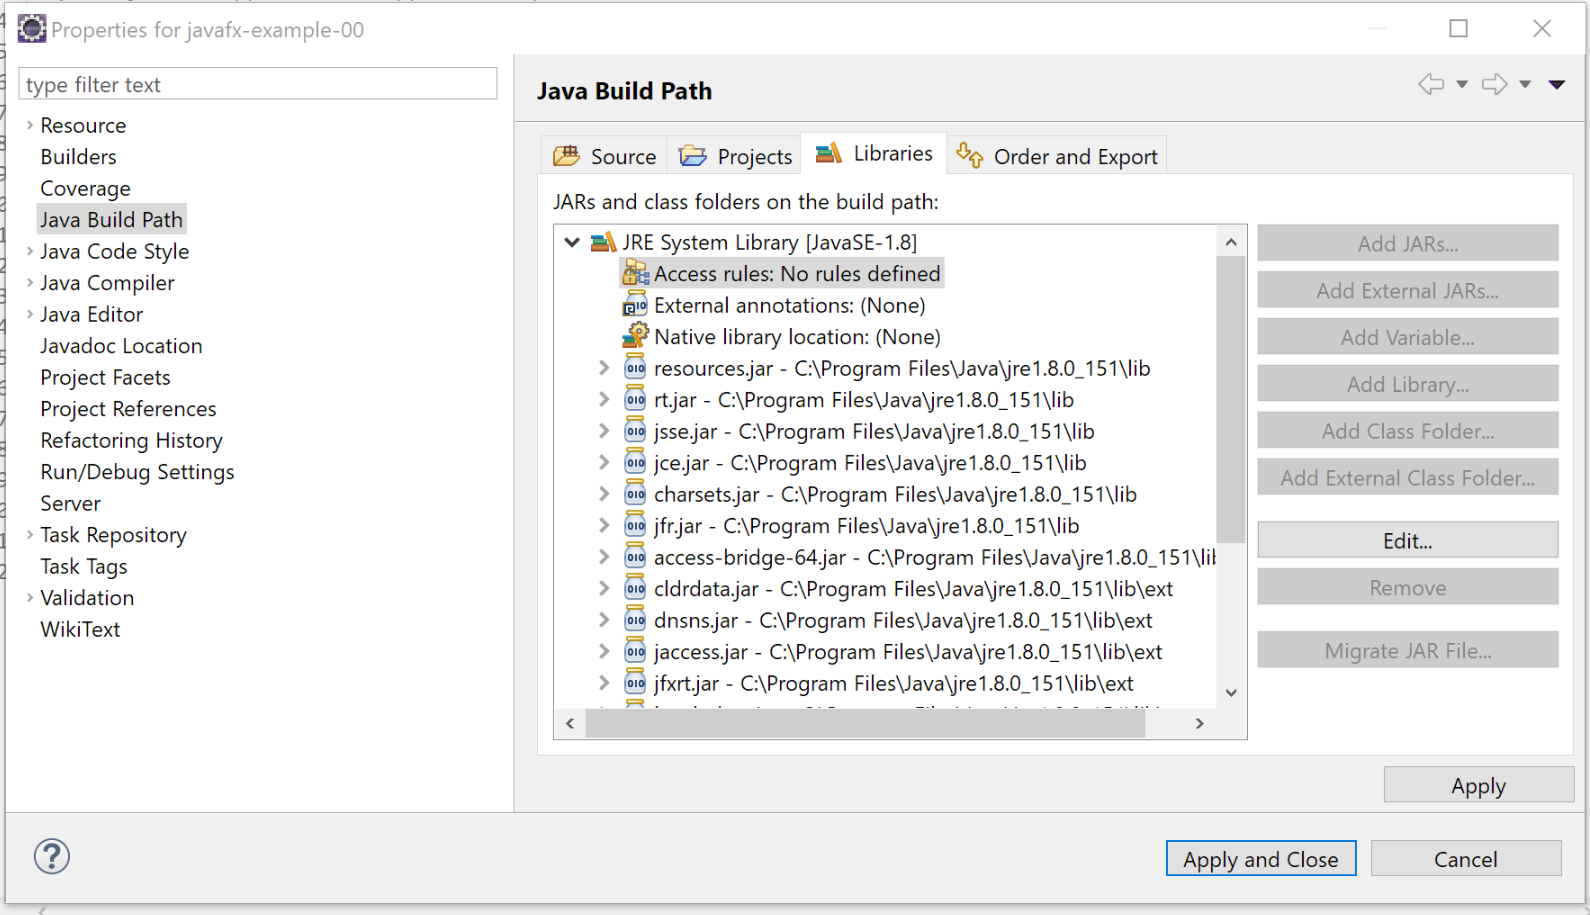 Properties for javafx-example-00
type filter text
Resource
Builders
Coverage
Java Build Path
Java Code Style
Java Compiler
Java Editor
Javadoc Location
Project Facets
Project References
Refactoring History
Run/Debug Settings
Server
Task Repository
Task Tags
Validation
WikiText
Java Build Path
Source
Projects
Libraries
Order and Export
JARs and class folders on the build path:
JRE System Library [JavaSE-1.8]
Access rules: No rules defined
External annotations: (None)
Native library location: (None)
resources.jar - C:\Program Files\Java\jre1.8.0_151\lib
rt.jar - C:\Program Files\Java\jre1.8.0_151\lib
jsse.jar - C:\Program Files\Java\jre1.8.0_151\lib
jce.jar - C:\Program Files\Java\jre1.8.0_151\lib
charsets.jar - C:\Program Files\Java\jre1.8.0_151\lib
jfr.jar - C:\Program Files\Java\jre1.8.0_151\lib
access-bridge-64.jar - C:\Program Files\Java\jre1.8.0_151\li
cldrdata.jar - C:\Program Files\Java\jre1.8.0_151\lib\ext
dnsns.jar - C:\Program Files\Java\jre1.8.0_151\lib\ext
jaccess.jar - C:\Program Files\Java\jre1.8.0_151\lib\ext
jfxrt.jar - C:\Program Files\Java\jre1.8.0_151\lib\ext
Add JARs...
Add External JARs...
Add Variable...
Add Library...
Add Class Folder...
Add External Class Folder...
Edit...
Remove
Migrate JAR File...
Apply
?
Apply and Close
Cancel